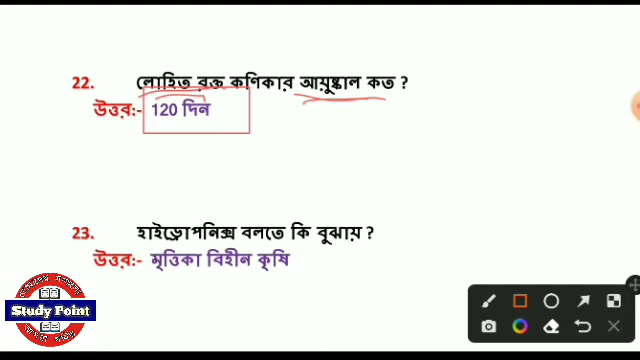 22. লোহিত রক্ত কণিকার আয়ুষ্কাল কত ?
উত্তর:- 120 দিন
23. হাইড্রোপনিক্স বলতে কি বুঝায় ?
উত্তর:- মৃত্তিকা বিহীন কৃষি
Study Point